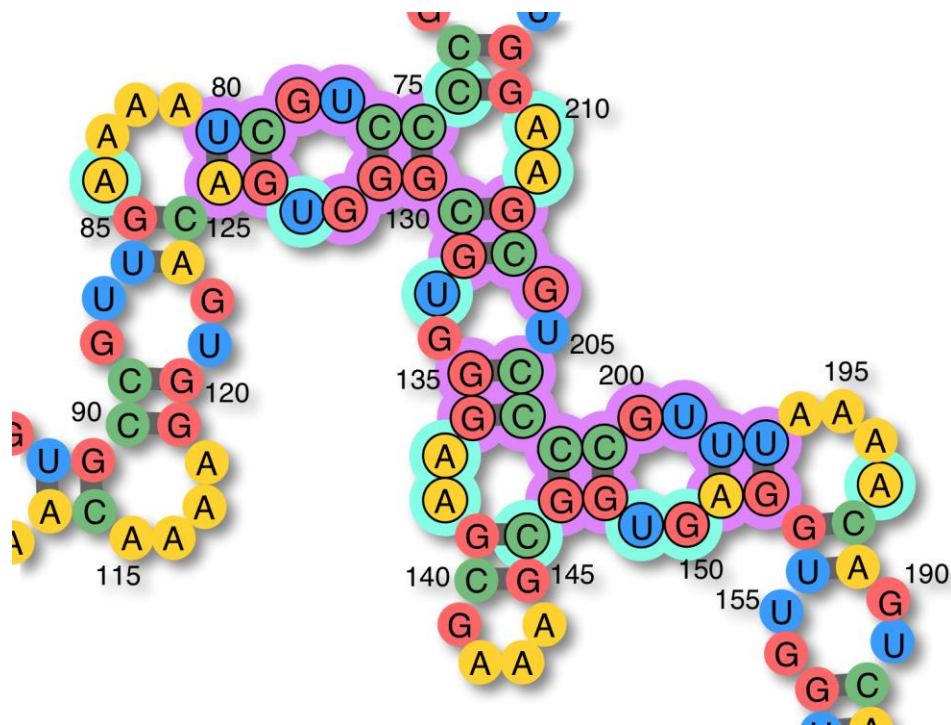 G U
C G
80 75 C G
A A G U 210
A U C C C A
A A G G G A
85 G C 125 U G 130 C G
U A G C
U G U G
G U G U 205
C G 120 135 G C 200 195
90 C G G C G U A A
G U G A C C U U A
A C A A G G A G A
A A A A U G G C
115 140 C G 145 150 U A 190
155 U G
G A G U
A A G C
U A